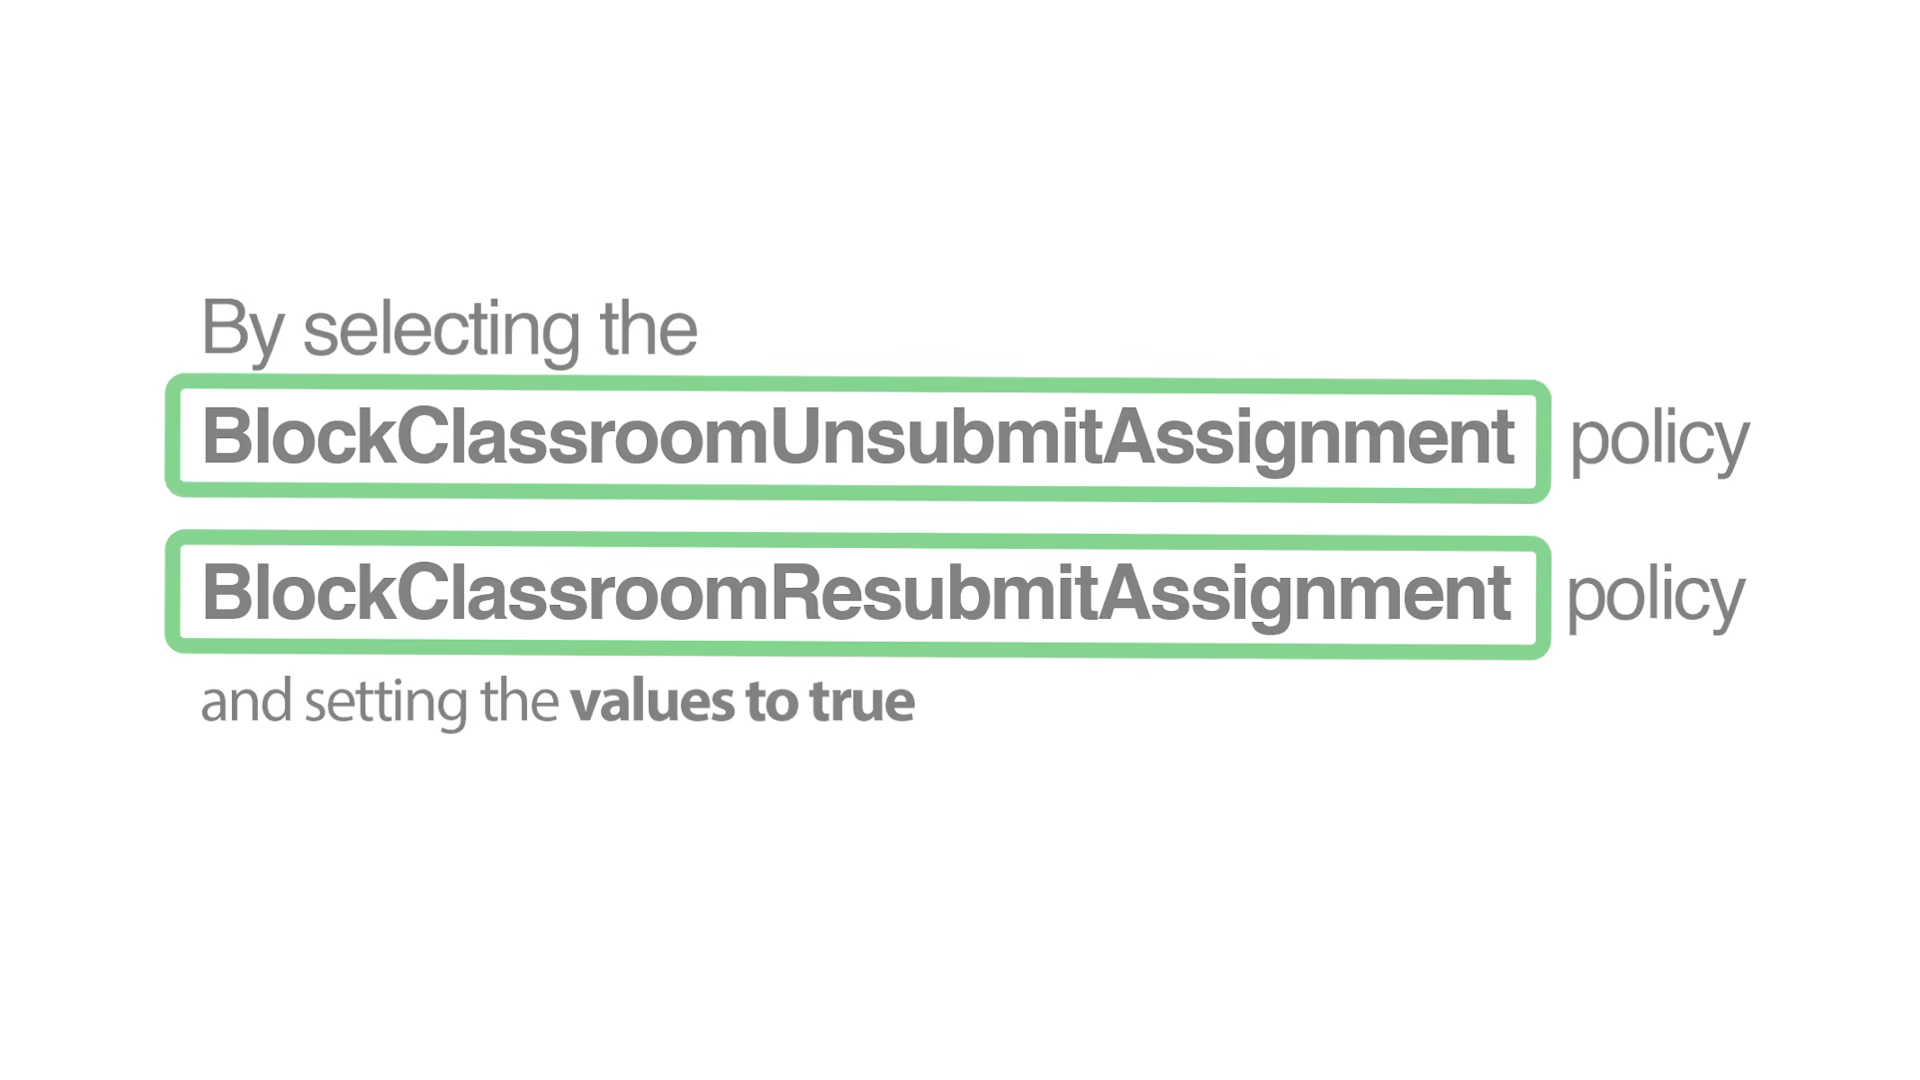 By selecting the
BlockClassroomUnsubmitAssignment policy
BlockClassroomResubmitAssignment policy
and setting the values to true